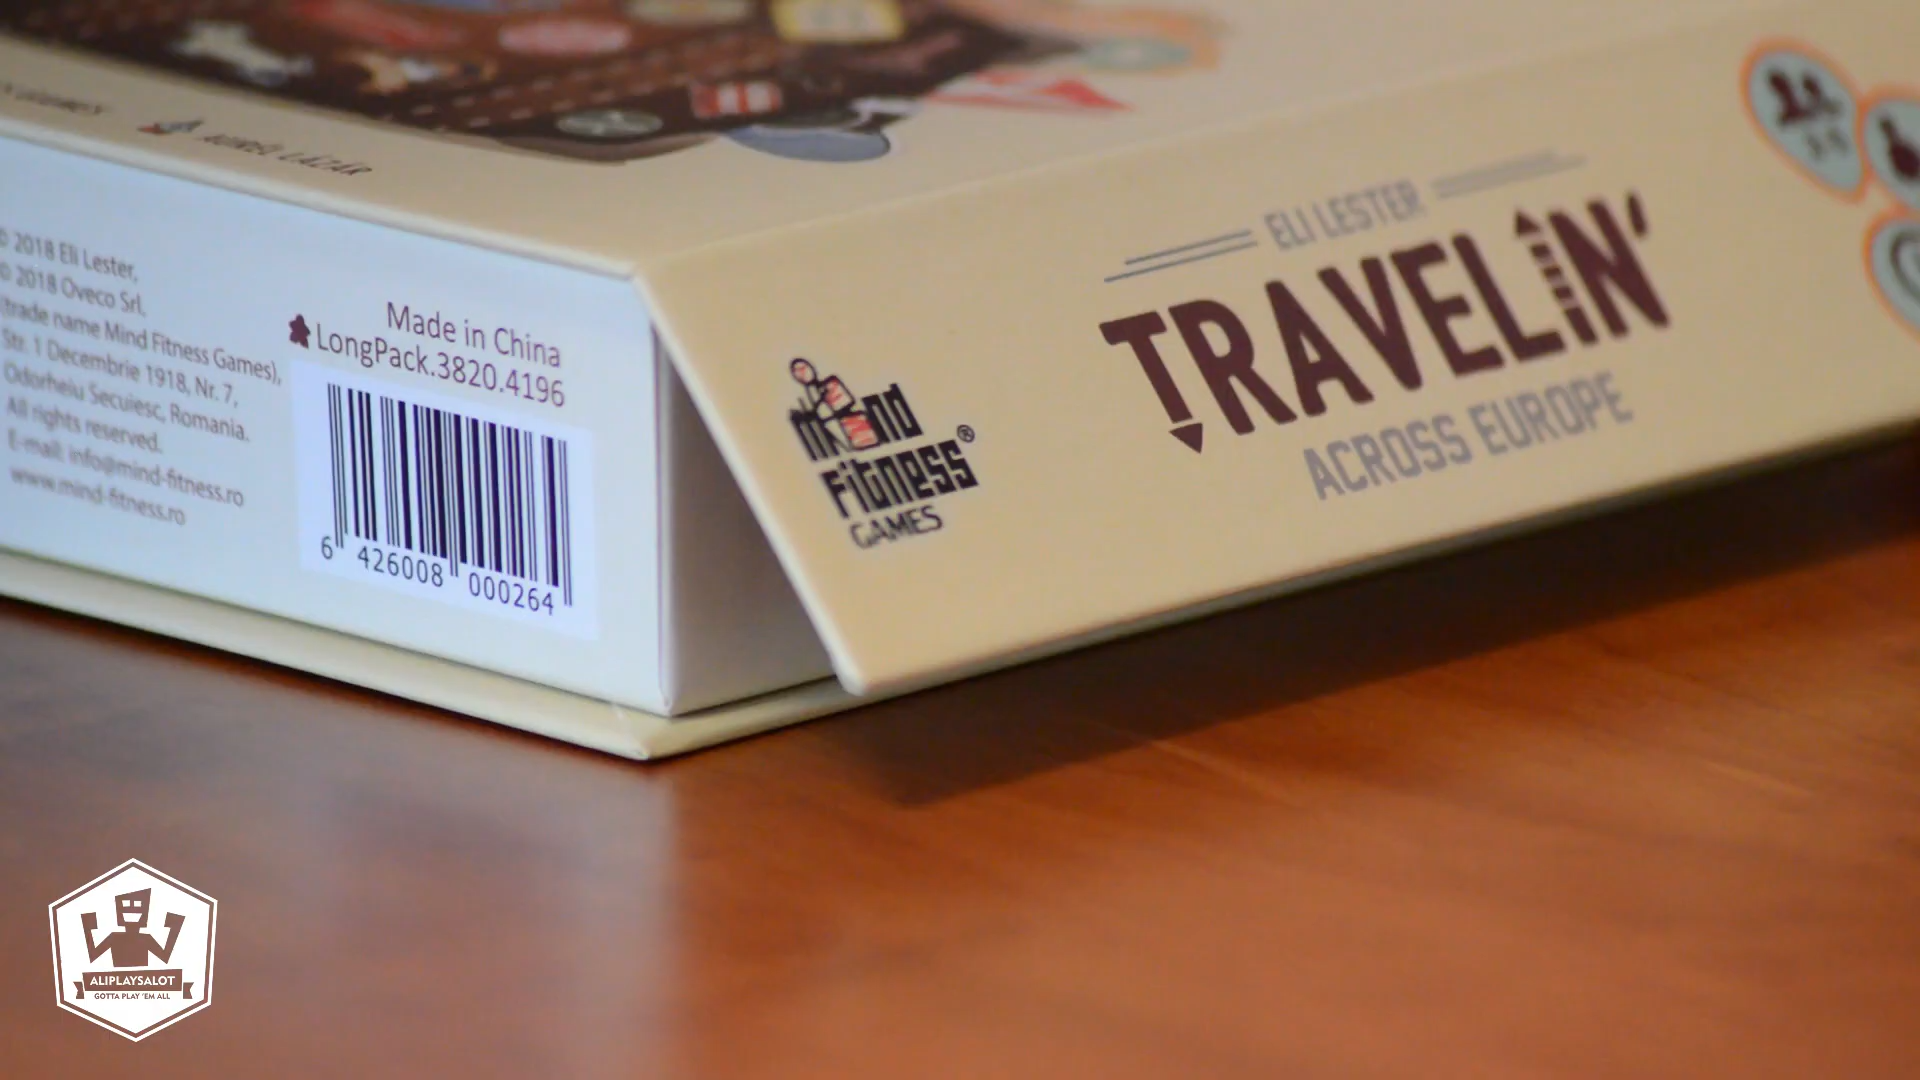 AUREL LÁZÁR
© 2018 Eli Lester,
© 2018 Oveco Srl.
(trade name Mind Fitness Games),
Str. 1 Decembrie 1918, Nr. 7,
Odorheiu Secuiesc, Romania.
All rights reserved.
E-mail: info@mind-fitness.ro
www.mind-fitness.ro
Made in China
LongPack.3820.4196
6 426008 000264
Mind
Fitness®
GAMES
ELI LESTER
TRAVELIN'
ACROSS EUROPE
ALIPLAYSALOT
GOTTA PLAY 'EM ALL